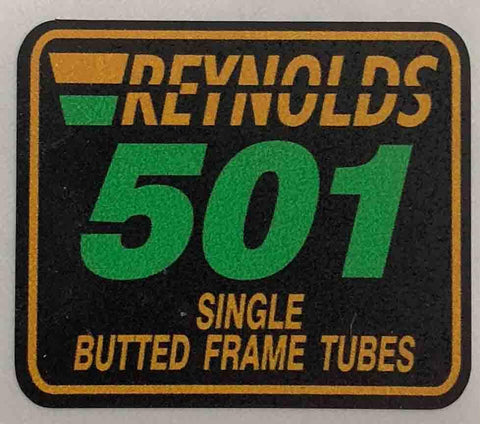 REYNOLDS
501
SINGLE
BUTTED FRAME TUBES